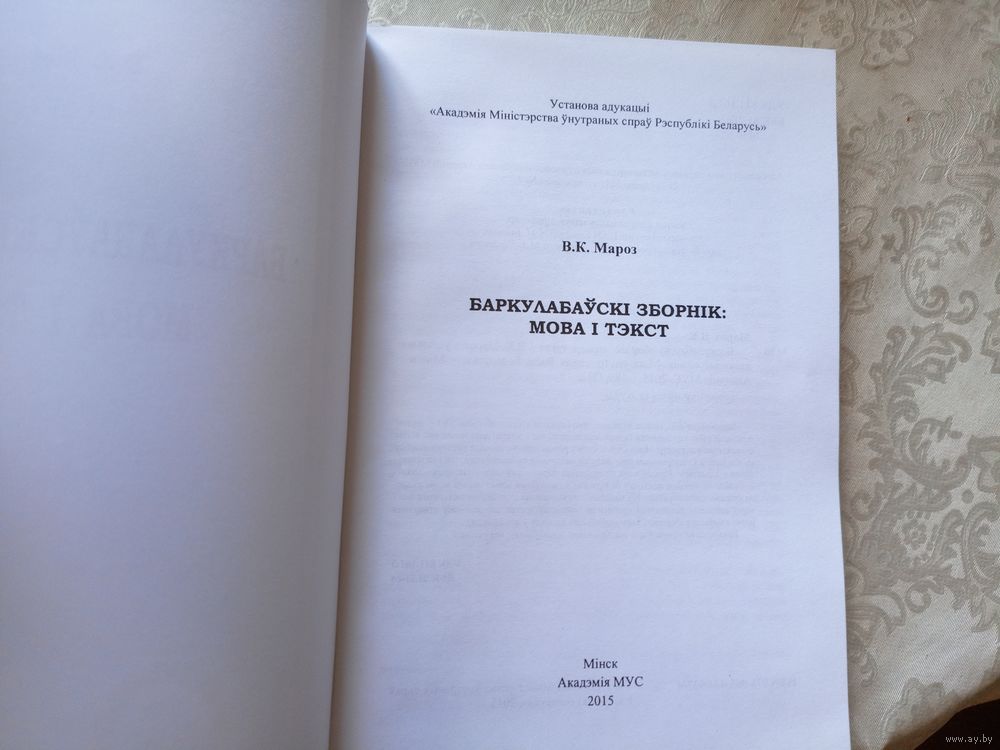 Установа адукацыі
«Акадэмія Міністэрства ўнутраных спраў Рэспублікі Беларусь»
В.К. Мароз
БАРКУЛАБАЎСКІ ЗБОРНІК:
МОВА І ТЭКСТ
Мінск
Акадэмія МУС
2015
www.ay.by